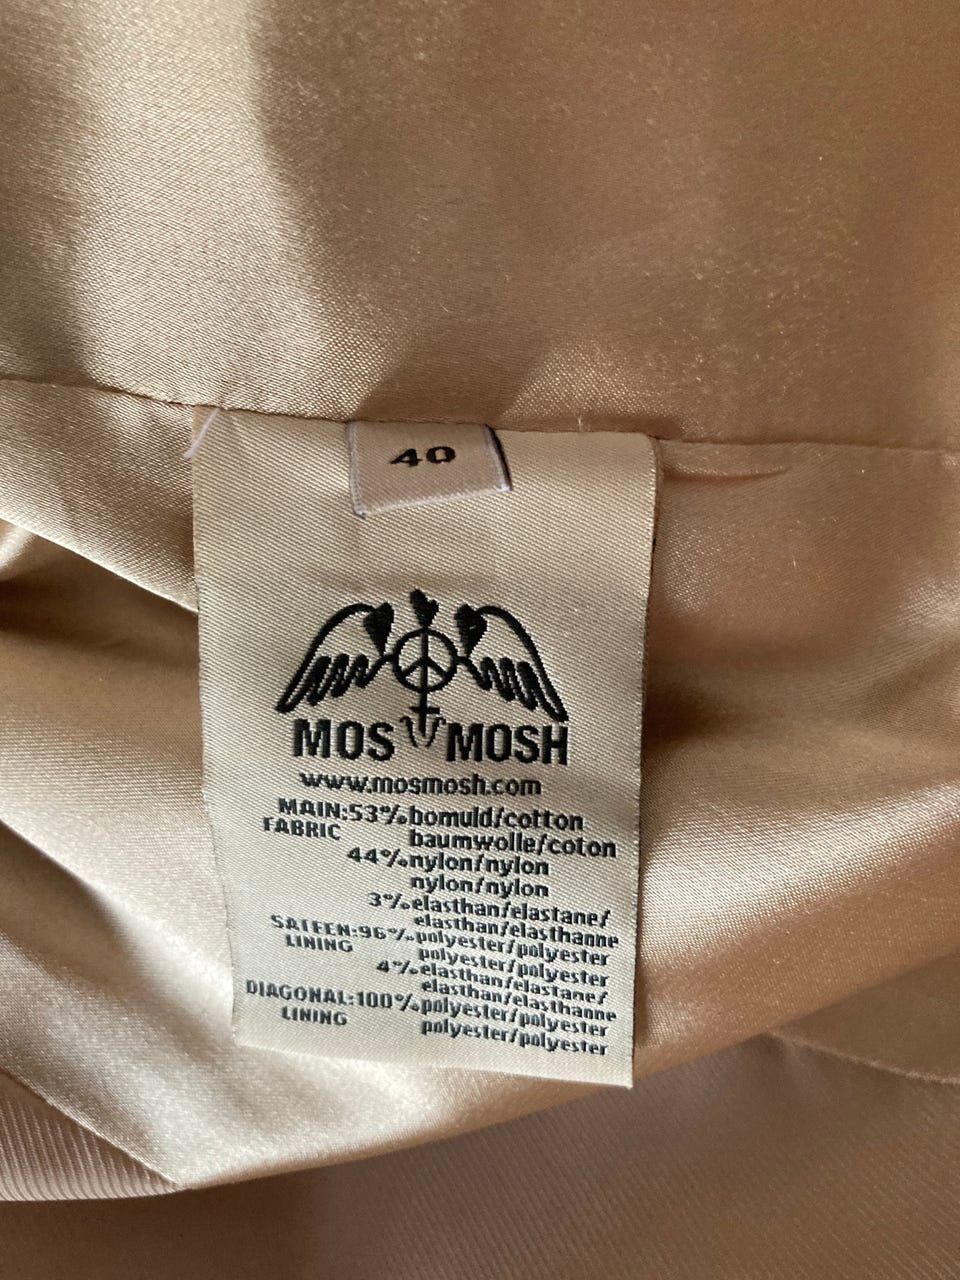 40
MOS MOSH
www.mosmosh.com
MAIN:53% bomuld/cotton
FABRIC baumwolle/coton
44% nylon/nylon
nylon/nylon
3% elasthan/elastane/
elasthan/elasthanne
SATEEN:96% polyester/polyester
LINING polyester/polyester
4% elasthan/elastane/
elasthan/elasthanne
DIAGONAL:100% polyester/polyester
LINING polyester/polyester